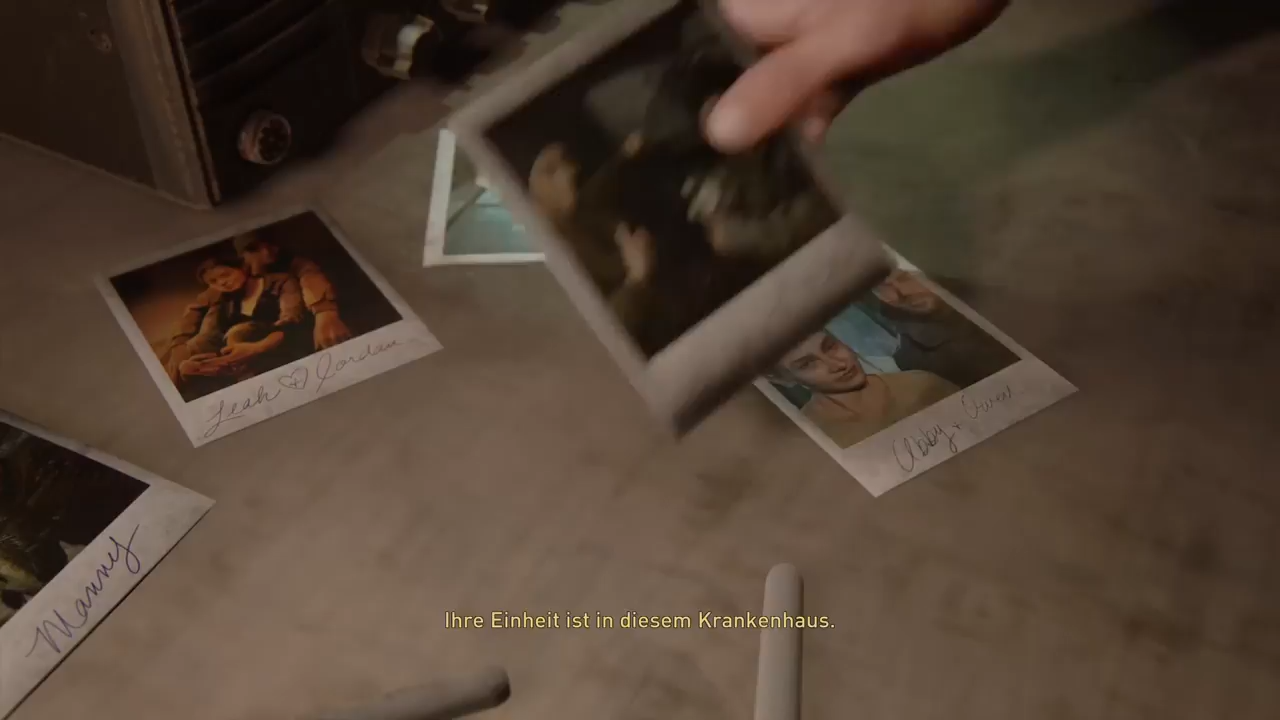 Leah ♡ Jordan
Abby + Owen
Manny
Ihre Einheit ist in diesem Krankenhaus.